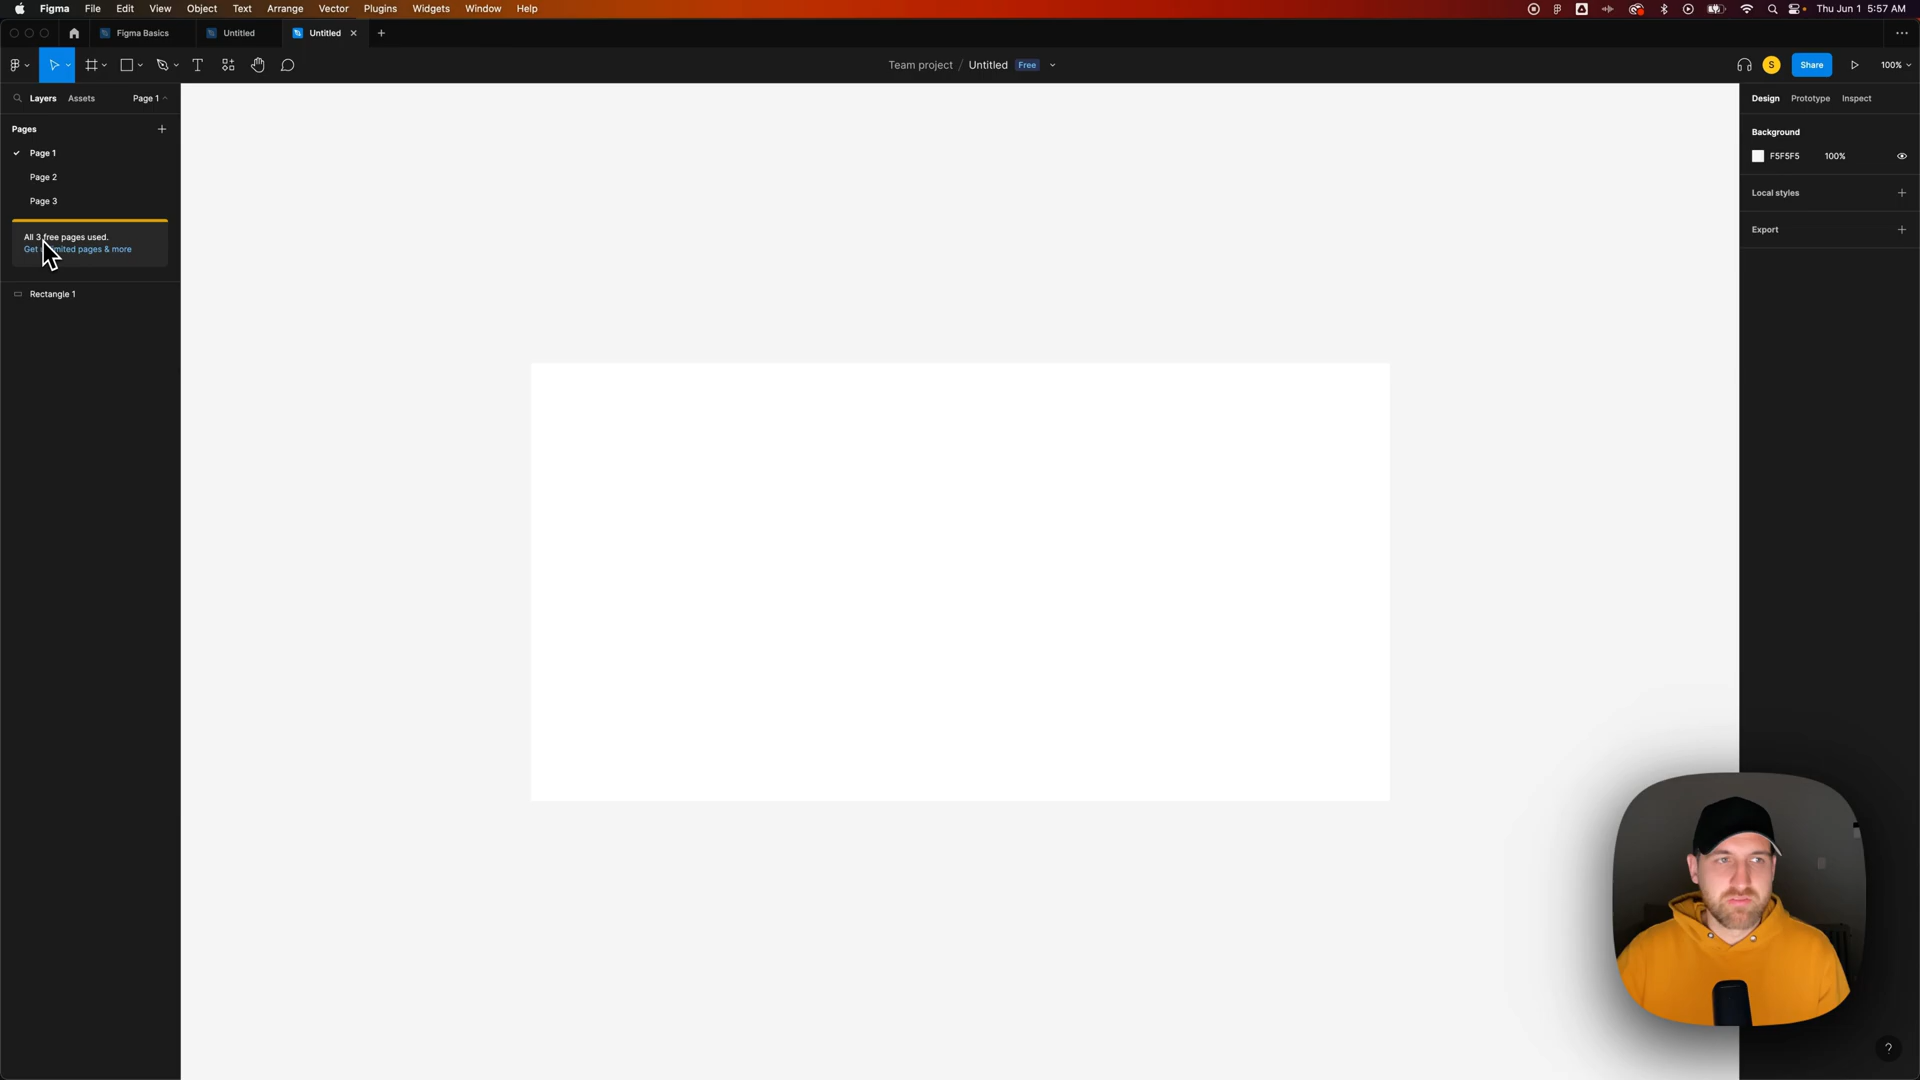 Figma File Edit View Object Text Arrange Vector Plugins Widgets Window Help Thu Jun 1 5:57 AM
Figma Basics Untitled Untitled
Team project / Untitled Free S Share 100%
Layers Assets Page 1 Design Prototype Inspect
Pages
Background
Page 1
F5F5F5 100%
Page 2
Local styles
Page 3
Export
All 3 free pages used.
Get pages & more
Rectangle 1
?